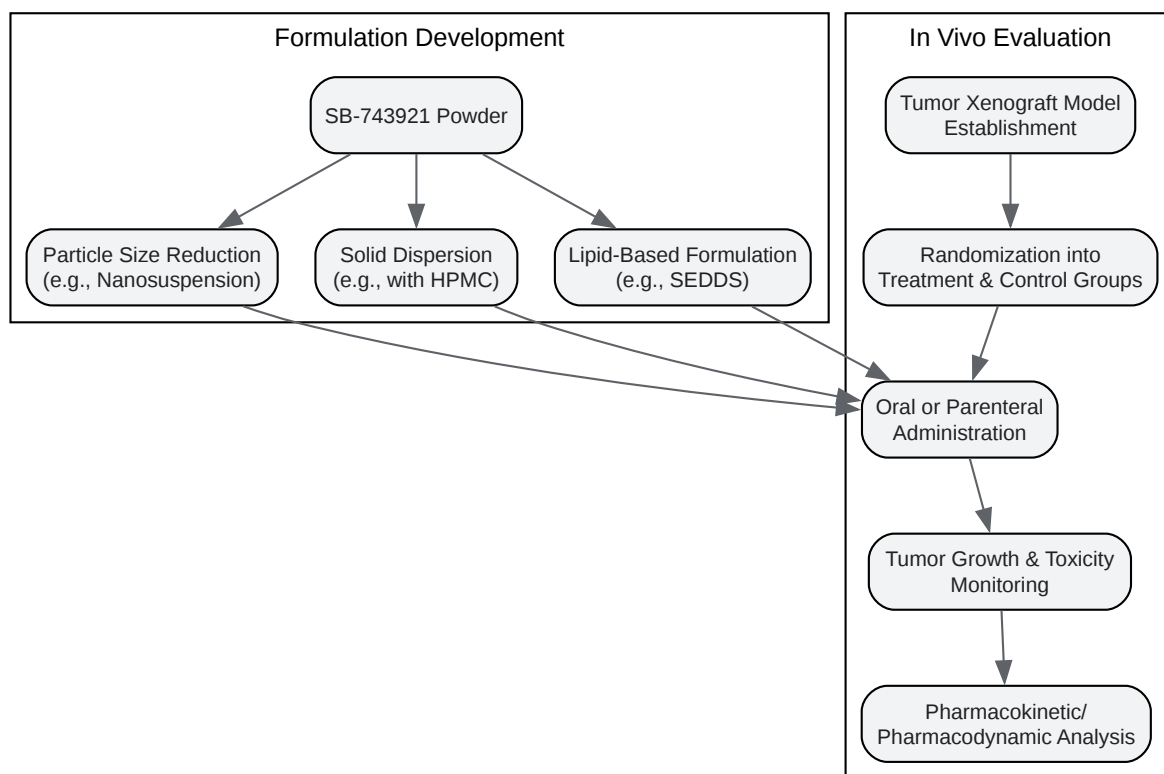 Formulation Development
SB-743921 Powder
Particle Size Reduction
(e.g., Nanosuspension)
Solid Dispersion
(e.g., with HPMC)
Lipid-Based Formulation
(e.g., SEDDS)
In Vivo Evaluation
Tumor Xenograft Model
Establishment
Randomization into
Treatment & Control Groups
Oral or Parenteral
Administration
Tumor Growth & Toxicity
Monitoring
Pharmacokinetic/
Pharmacodynamic Analysis